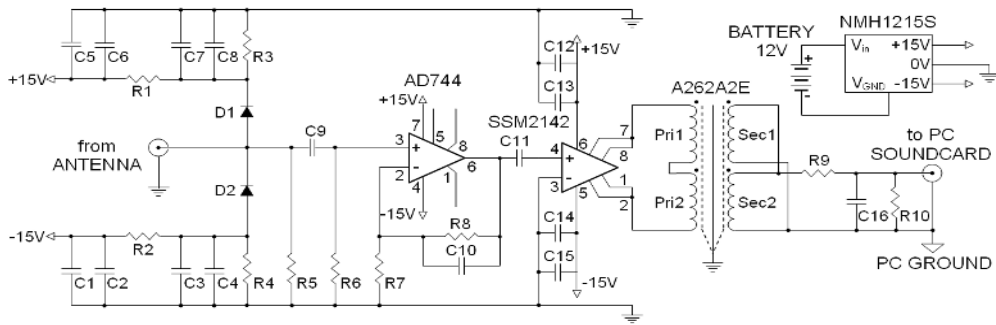 C5 C6 C7 C8 R3
+15V
R1
D1
from
ANTENNA
D2
-15V
R2
C1 C2 C3 C4 R4 R5 R6 R7
C9
AD744
+15V
7 5 8
3
+
-
2
6
4 1
-15V
R8
C10
C11
SSM2142
C12
+15V
C13
6
4
+
-
3
5
7
8
1
2
C14
C15
-15V
A262A2E
Pri1 Sec1
Pri2 Sec2
BATTERY
12V
+
-
NMH1215S
Vin +15V
0V
VGND -15V
to PC
SOUNDCARD
R9
C16 R10
PC GROUND